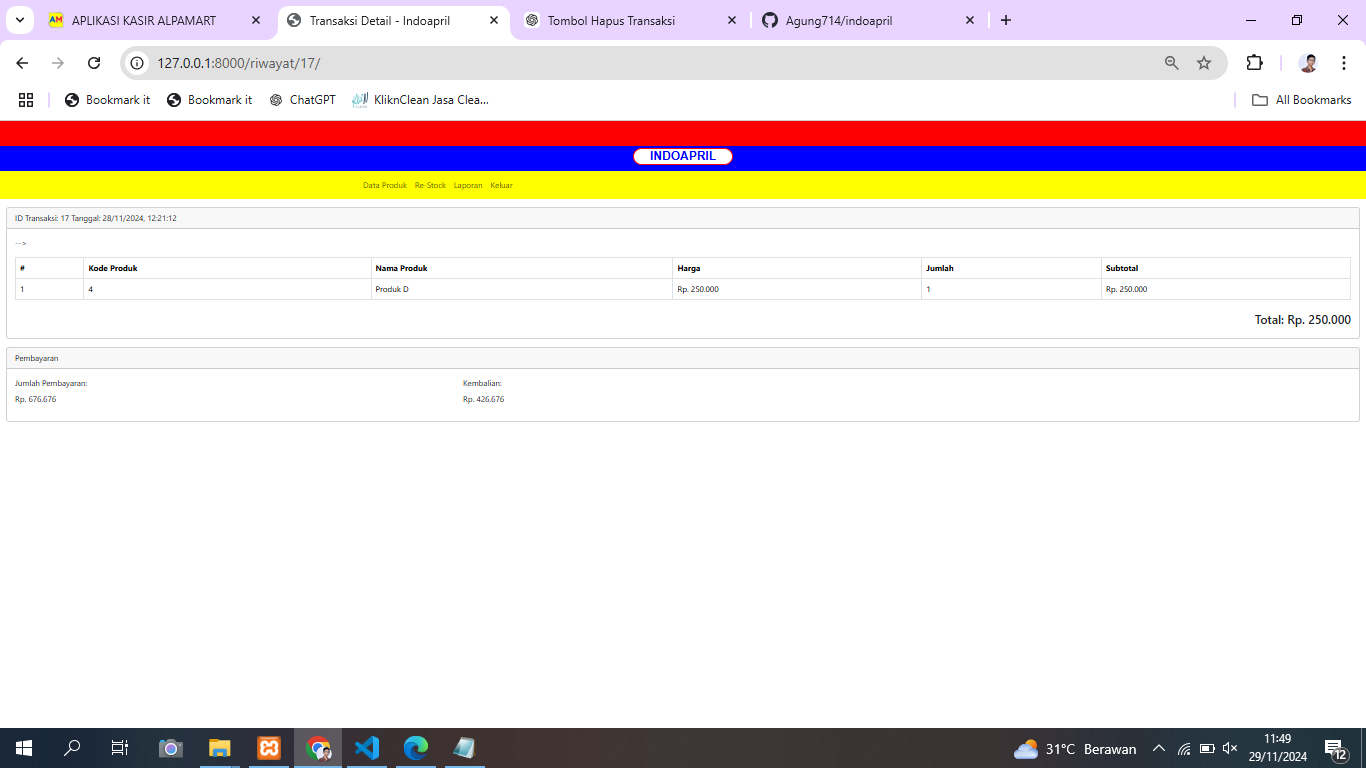 APLIKASI KASIR ALPAMART
Transaksi Detail - Indoapril
Tombol Hapus Transaksi
Agung714/indoapril
127.0.0.1:8000/riwayat/17/
Bookmark it
Bookmark it
ChatGPT
KliknClean Jasa Clea...
All Bookmarks
INDOAPRIL
Data Produk Re-Stock Laporan Keluar
ID Transaksi: 17 Tanggal: 28/11/2024, 12:21:12
-->
# Kode Produk Nama Produk Harga Jumlah Subtotal
1 4 Produk D Rp. 250.000 1 Rp. 250.000
Total: Rp. 250.000
Pembayaran
Jumlah Pembayaran: Kembalian:
Rp. 676.676 Rp. 426.676
31°C Berawan
11:49
29/11/2024
12